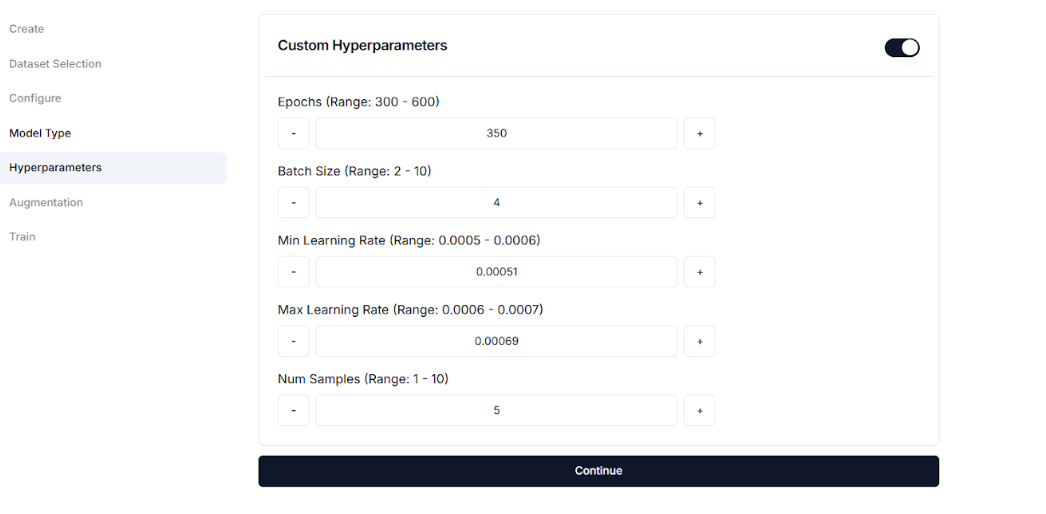 Create
Dataset Selection
Configure
Model Type
Hyperparameters
Augmentation
Train
Custom Hyperparameters
Epochs (Range: 300 - 600)
- 350 +
Batch Size (Range: 2 - 10)
- 4 +
Min Learning Rate (Range: 0.0005 - 0.0006)
- 0.00051 +
Max Learning Rate (Range: 0.0006 - 0.0007)
- 0.00069 +
Num Samples (Range: 1 - 10)
- 5 +
Continue